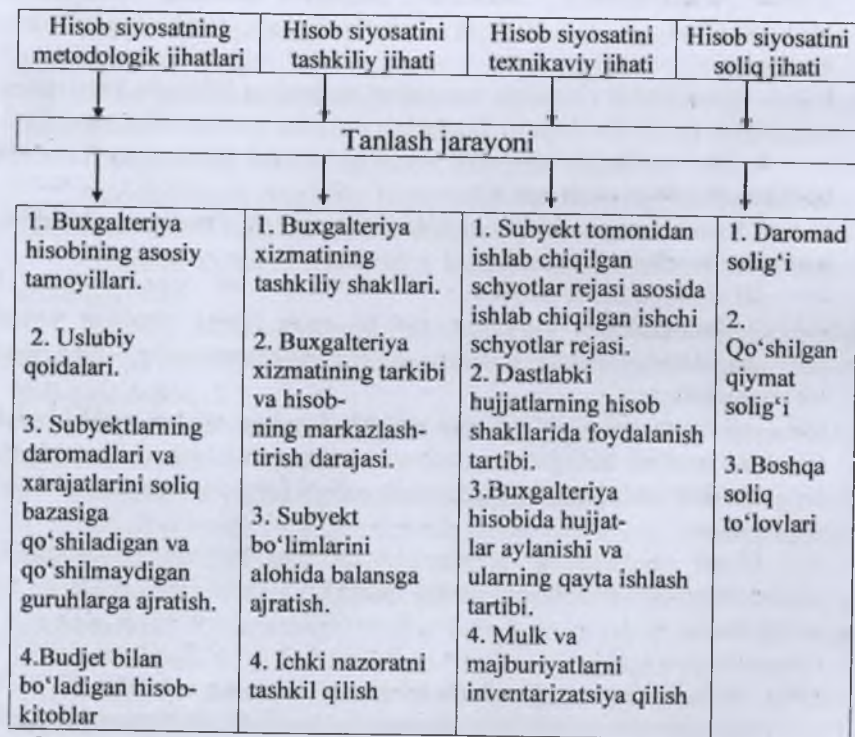 Hisob siyosatning
metodologik jihatlari
Hisob siyosatini
tashkiliy jihati
Hisob siyosatini
texnikaviy jihati
Hisob siyosatini
soliq jihati
Tanlash jarayoni
1. Buxgalteriya
hisobining asosiy
tamoyillari.
2. Uslubiy
qoidalari.
3. Subyektlarning
daromadlari va
xarajatlarini soliq
bazasiga
qo‘shiladigan va
qo‘shilmaydigan
guruhlarga ajratish.
4.Budjet bilan
bo‘ladigan hisob-
kitoblar
1. Buxgalteriya
xizmatining
tashkiliy shakllari.
2. Buxgalteriya
xizmatining tarkibi
va hisob-
ning markazlash-
tirish darajasi.
3. Subyekt
bo‘limlarini
alohida balansga
ajratish.
4. Ichki nazoratni
tashkil qilish
1. Subyekt tomonidan
ishlab chiqilgan
schyotlar rejasi asosida
ishlab chiqilgan ishchi
schyotlar rejasi.
2. Dastlabki
hujjatlarning hisob
shakllarida foydalanish
tartibi.
3.Buxgalteriya
hisobida hujjat-
lar aylanishi va
ularning qayta ishlash
tartibi.
4. Mulk va
majburiyatlarni
inventarizatsiya qilish
1. Daromad
solig‘i
2.
Qo‘shilgan
qiymat
solig‘i
3. Boshqa
soliq
to‘lovlari